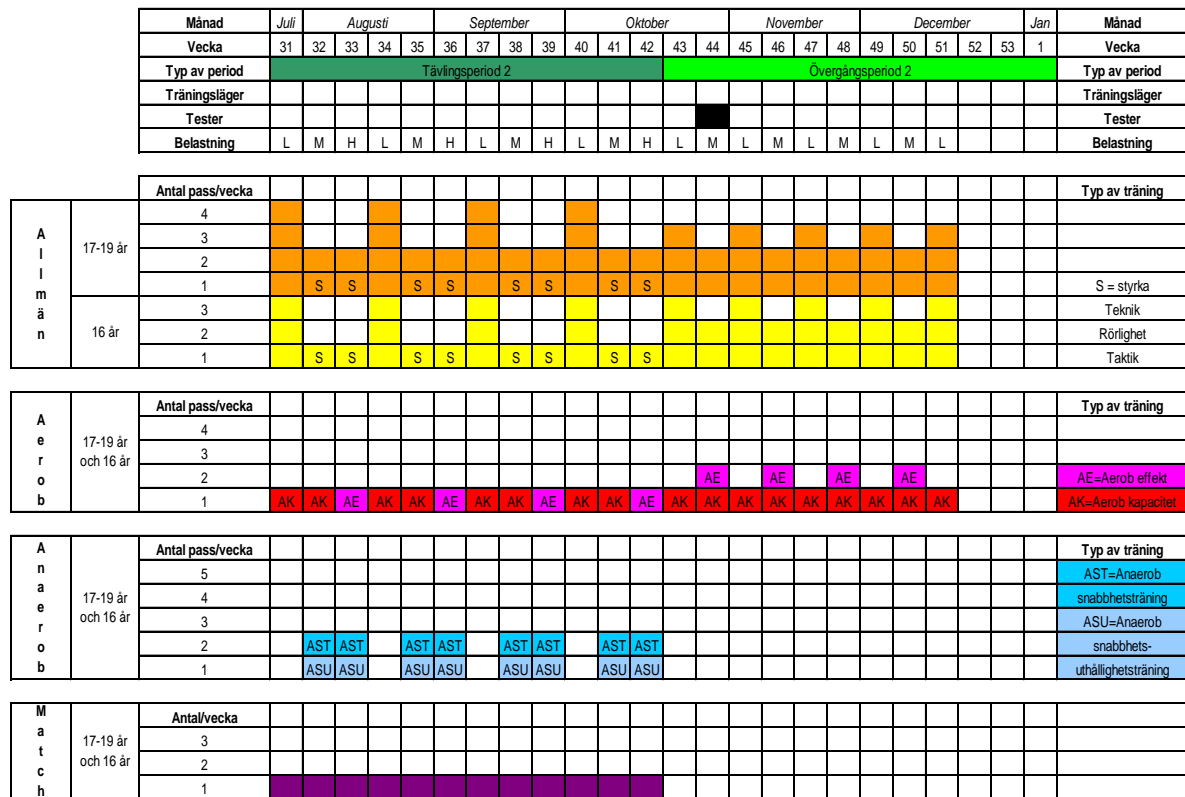 Månad Juli Augusti September Oktober November December Jan Månad
Vecka 31 32 33 34 35 36 37 38 39 40 41 42 43 44 45 46 47 48 49 50 51 52 53 1 Vecka
Typ av period Tävlingsperiod 2 Övergångsperiod 2 Typ av period
Träningsläger Träningsläger
Tester Tester
Belastning L M H L M H L M H L M H L M L M L M L M L Belastning
Allmän
Antal pass/vecka Typ av träning
17-19 år
4
3
2
1 S S S S S S S S S = styrka
16 år
3 Teknik
2 Rörlighet
1 S S S S S S S S Taktik
Aerob
Antal pass/vecka Typ av träning
17-19 år
och 16 år
4
3
2 AE AE AE AE AE=Aerob effekt
1 AK AK AE AK AK AE AK AK AE AK AK AE AK AK AK AK AK AK AK AK AK AK=Aerob kapacitet
Anaerob
Antal pass/vecka Typ av träning
17-19 år
och 16 år
5 AST=Anaerob
4 snabbhetsträning
3 ASU=Anaerob
2 AST AST AST AST AST AST AST AST snabbhets-
1 ASU ASU ASU ASU ASU ASU ASU ASU uthållighetsträning
Match
Antal/vecka
17-19 år
och 16 år
3
2
1